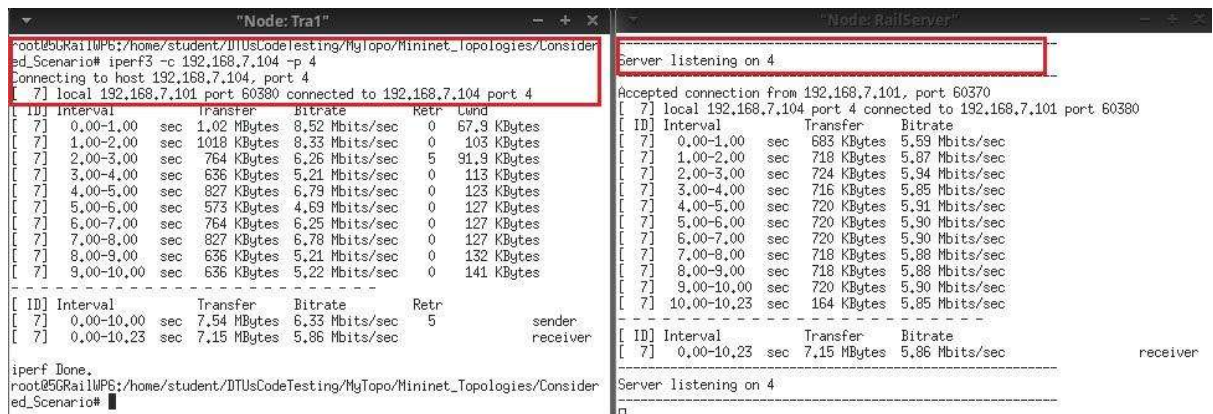 "Node: Tra1"
root@5GRailWP6:/home/student/DTUsCodeTesting/MyTopo/Mininet_Topologies/Consider
ed_Scenario# iperf3 -c 192.168.7.104 -p 4
Connecting to host 192.168.7.104, port 4
[  7] local 192.168.7.101 port 60380 connected to 192.168.7.104 port 4
[ ID] Interval Transfer Bitrate Retr Cwnd
[  7] 0.00-1.00 sec 1.02 MBytes 8.52 Mbits/sec 0 67.9 KBytes
[  7] 1.00-2.00 sec 1018 KBytes 8.33 Mbits/sec 0 103 KBytes
[  7] 2.00-3.00 sec 764 KBytes 6.26 Mbits/sec 5 91.9 KBytes
[  7] 3.00-4.00 sec 636 KBytes 5.21 Mbits/sec 0 113 KBytes
[  7] 4.00-5.00 sec 827 KBytes 6.79 Mbits/sec 0 123 KBytes
[  7] 5.00-6.00 sec 573 KBytes 4.69 Mbits/sec 0 127 KBytes
[  7] 6.00-7.00 sec 764 KBytes 6.25 Mbits/sec 0 127 KBytes
[  7] 7.00-8.00 sec 827 KBytes 6.78 Mbits/sec 0 127 KBytes
[  7] 8.00-9.00 sec 636 KBytes 5.21 Mbits/sec 0 132 KBytes
[  7] 9.00-10.00 sec 636 KBytes 5.22 Mbits/sec 0 141 KBytes
- - - - - - - - - - - - - - - - - - - - - - - - -
[ ID] Interval Transfer Bitrate Retr
[  7] 0.00-10.00 sec 7.54 MBytes 6.33 Mbits/sec 5 sender
[  7] 0.00-10.23 sec 7.15 MBytes 5.86 Mbits/sec receiver
iperf Done.
root@5GRailWP6:/home/student/DTUsCodeTesting/MyTopo/Mininet_Topologies/Consider
ed_Scenario#
"Node: RailServer"
-----------------------------------------------------------
Server listening on 4
-----------------------------------------------------------
Accepted connection from 192.168.7.101, port 60370
[  7] local 192.168.7.104 port 4 connected to 192.168.7.101 port 60380
[ ID] Interval Transfer Bitrate
[  7] 0.00-1.00 sec 683 KBytes 5.59 Mbits/sec
[  7] 1.00-2.00 sec 718 KBytes 5.87 Mbits/sec
[  7] 2.00-3.00 sec 724 KBytes 5.94 Mbits/sec
[  7] 3.00-4.00 sec 716 KBytes 5.85 Mbits/sec
[  7] 4.00-5.00 sec 720 KBytes 5.91 Mbits/sec
[  7] 5.00-6.00 sec 720 KBytes 5.90 Mbits/sec
[  7] 6.00-7.00 sec 720 KBytes 5.90 Mbits/sec
[  7] 7.00-8.00 sec 718 KBytes 5.88 Mbits/sec
[  7] 8.00-9.00 sec 718 KBytes 5.88 Mbits/sec
[  7] 9.00-10.00 sec 720 KBytes 5.90 Mbits/sec
[  7] 10.00-10.23 sec 164 KBytes 5.85 Mbits/sec
- - - - - - - - - - - - - - - - - - - - - - - - -
[ ID] Interval Transfer Bitrate
[  7] 0.00-10.23 sec 7.15 MBytes 5.86 Mbits/sec receiver
-----------------------------------------------------------
Server listening on 4
-----------------------------------------------------------